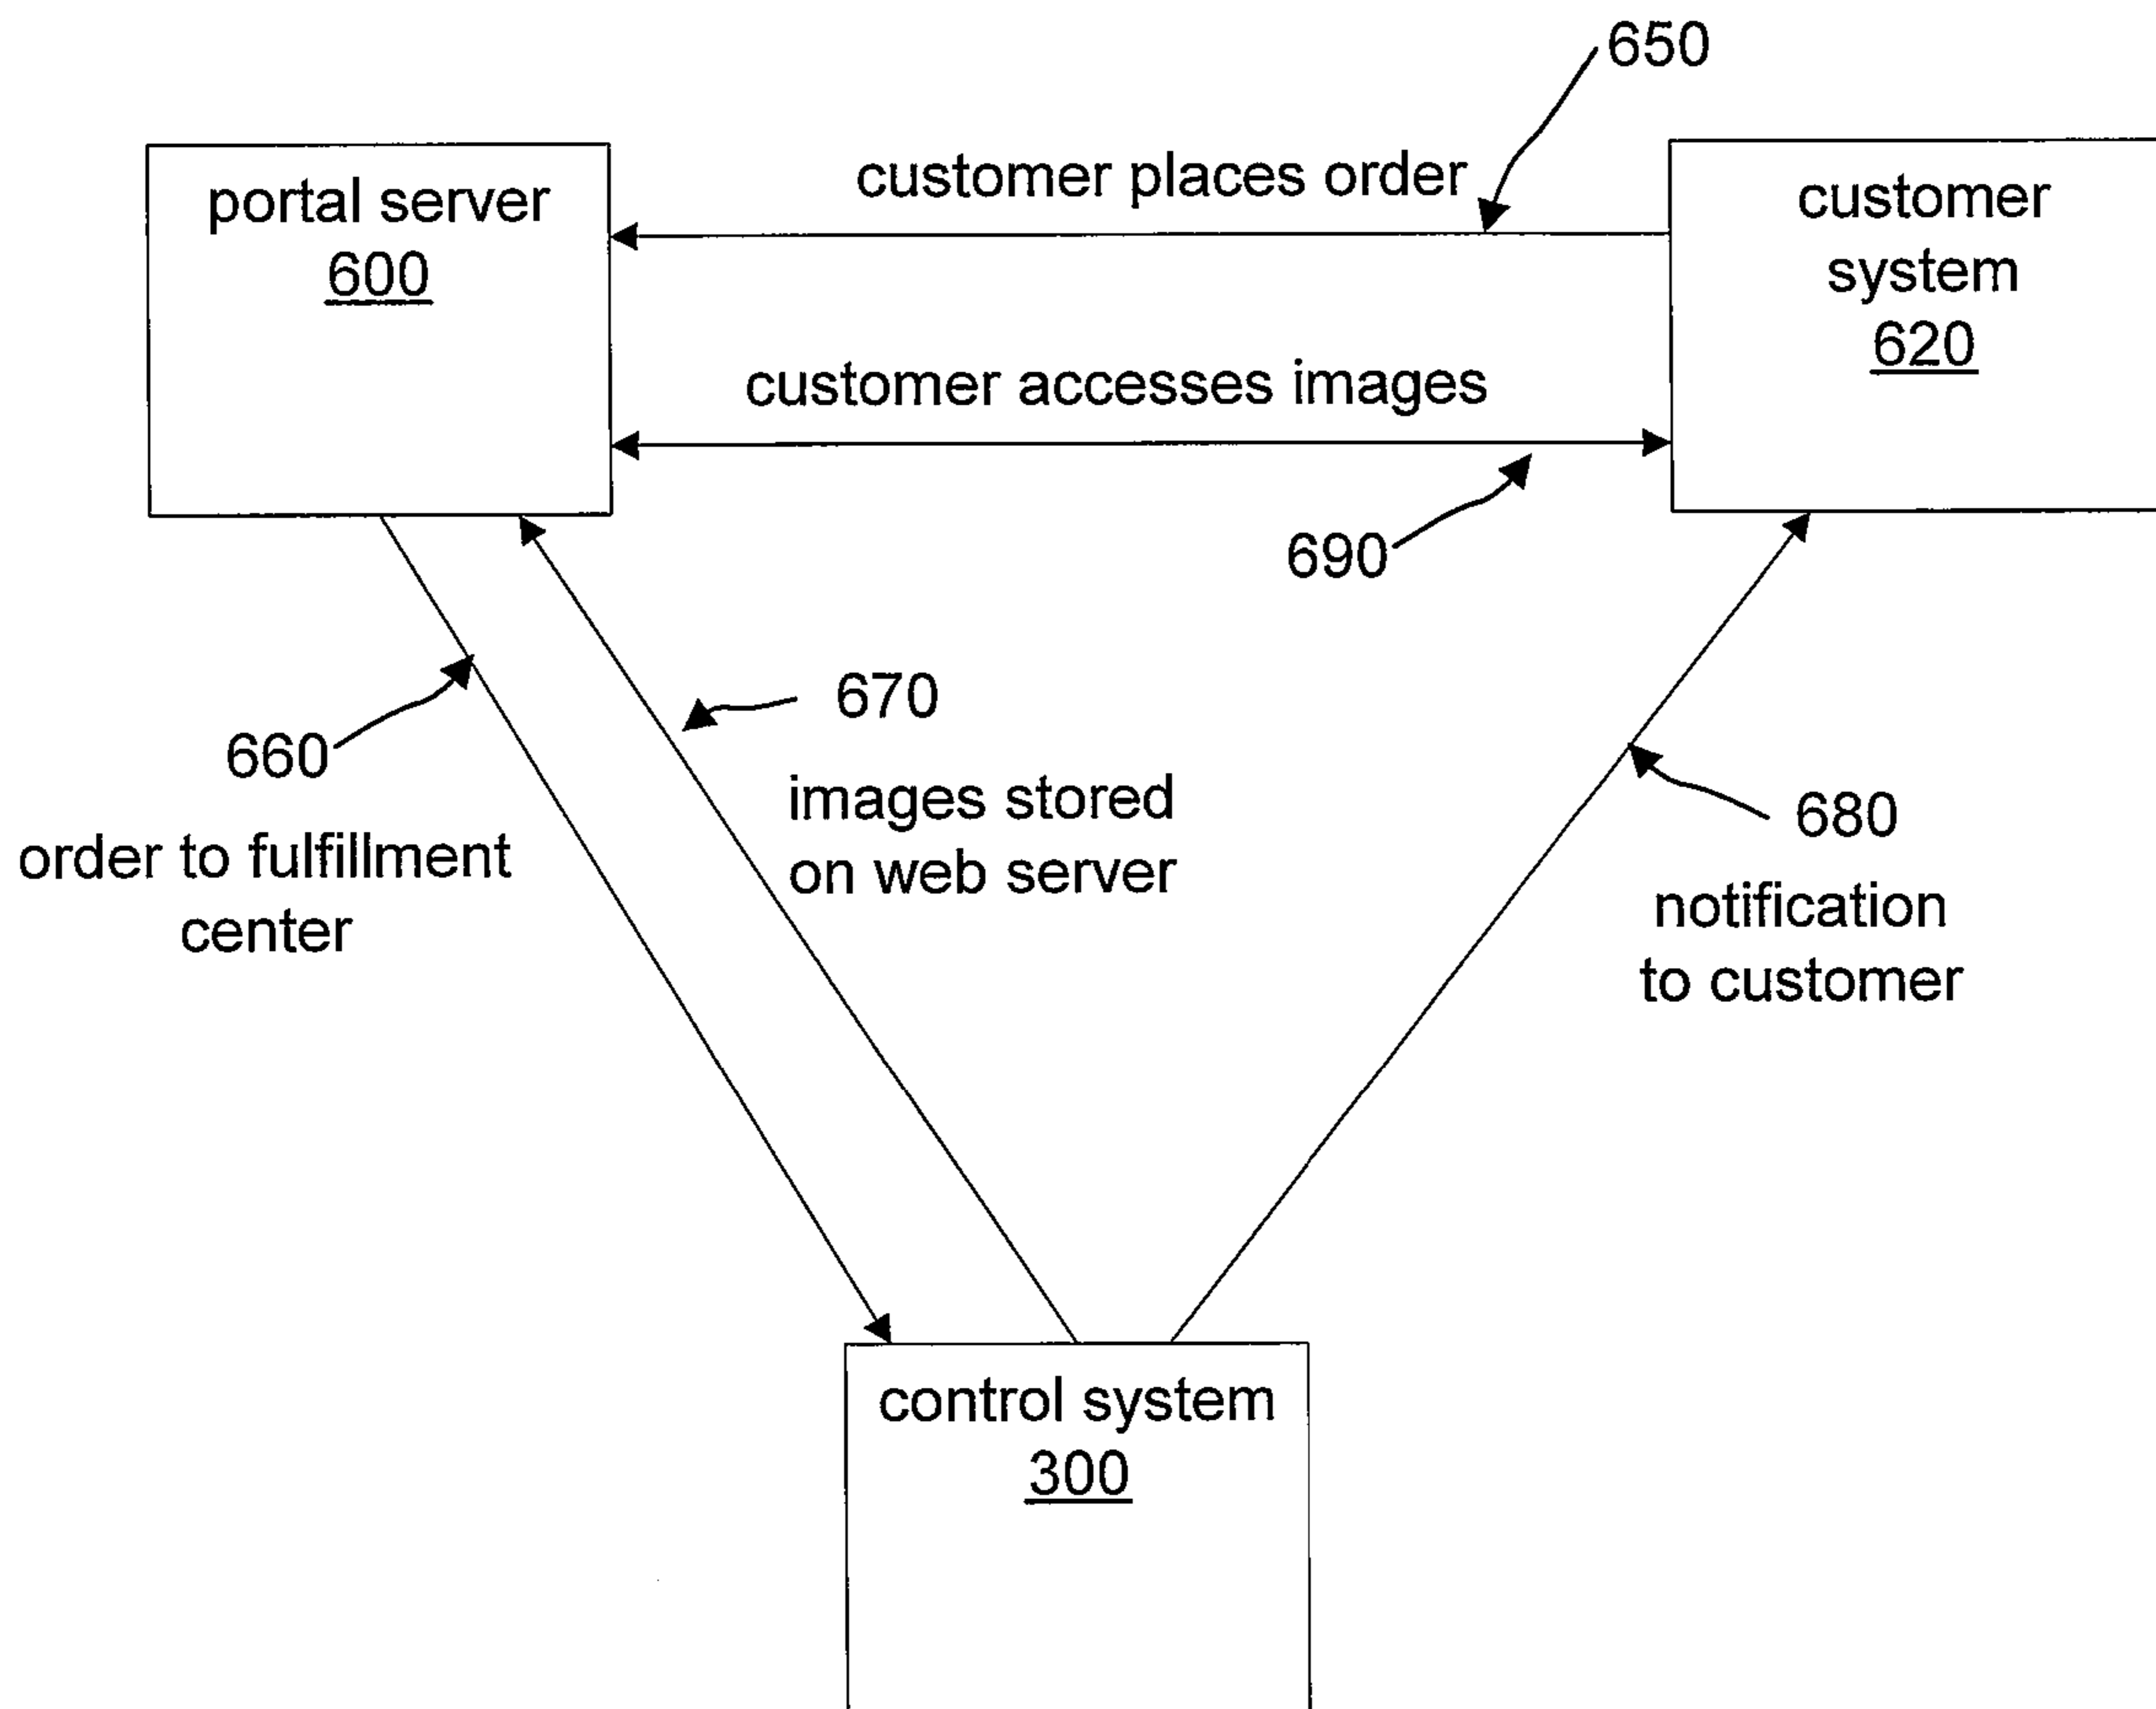 650
customer places order
portal server
600
customer
system
620
customer accesses images
690
670
660
images stored
on web server
680
order to fulfillment
center
notification
to customer
control system
300